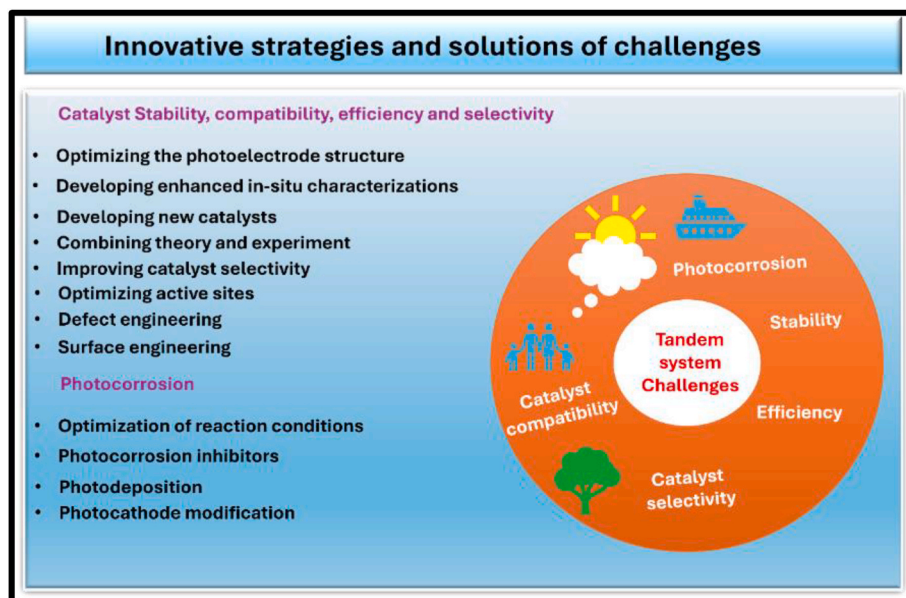 Innovative strategies and solutions of challenges
Catalyst Stability, compatibility, efficiency and selectivity
• Optimizing the photoelectrode structure
• Developing enhanced in-situ characterizations
• Developing new catalysts
• Combining theory and experiment
• Improving catalyst selectivity
• Optimizing active sites
• Defect engineering
• Surface engineering
Photocorrosion
• Optimization of reaction conditions
• Photocorrosion inhibitors
• Photodeposition
• Photocathode modification
Photocorrosion
Stability
Efficiency
Catalyst
selectivity
Catalyst
compatibility
Tandem
system
Challenges